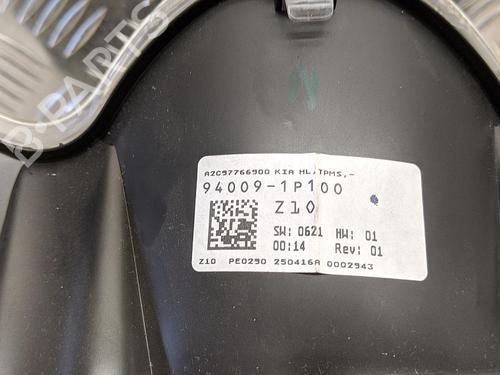 B-PARTS
A2C97766900 KIA HL,TPMS,-
94009-1P100
Z10
SW: 0621 HW: 01
00:14 Rev: 01
Z10 PE0290 250416A 0002943